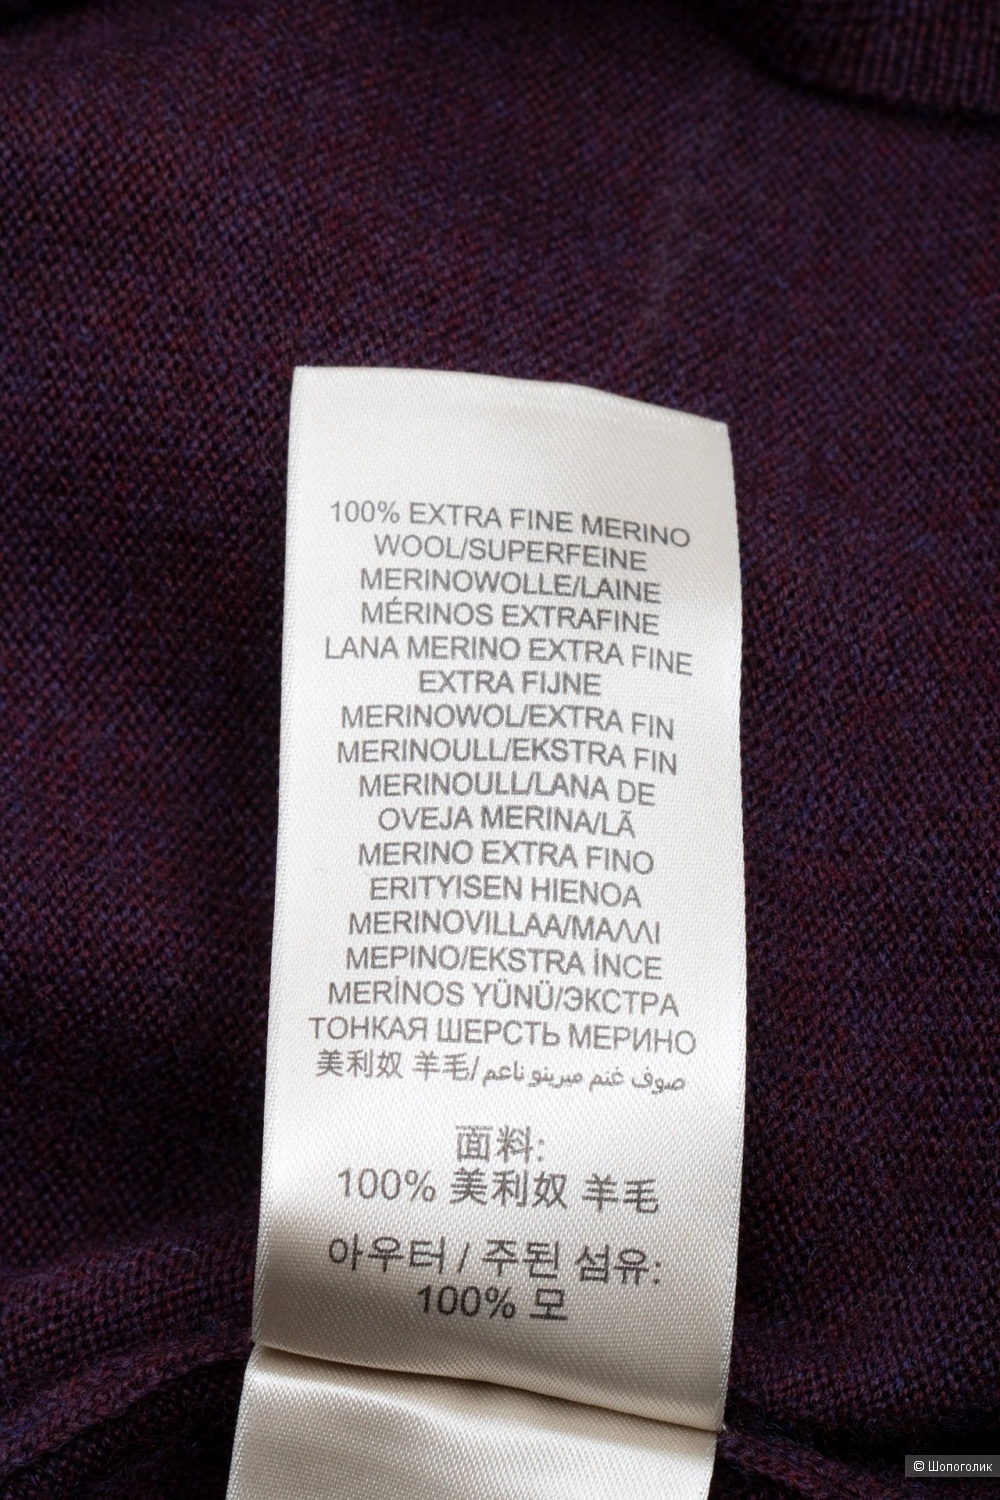 100% EXTRA FINE MERINO
WOOL/SUPERFEINE
MERINOWOLLE/LAINE
MÉRINOS EXTRAFINE
LANA MERINO EXTRA FINE
EXTRA FIJNE
MERINOWOL/EXTRA FIN
MERINOULL/EKSTRA FIN
MERINOULL/LANA DE
OVEJA MERINA/LÃ
MERINO EXTRA FINO
ERITYISEN HIENOA
MERINOVILLAA/ΜΑΛΛΙ
ΜΕΡΙΝΟ/EKSTRA İNCE
MERİNOS YÜNÜ/ЭКСТРА
ТОНКАЯ ШЕРСТЬ МЕРИНО
美利奴 羊毛/صوف غنم ميرينو ناعم
面料:
100% 美利奴 羊毛
아우터 / 주된 섬유:
100% 모
© Шопоголик